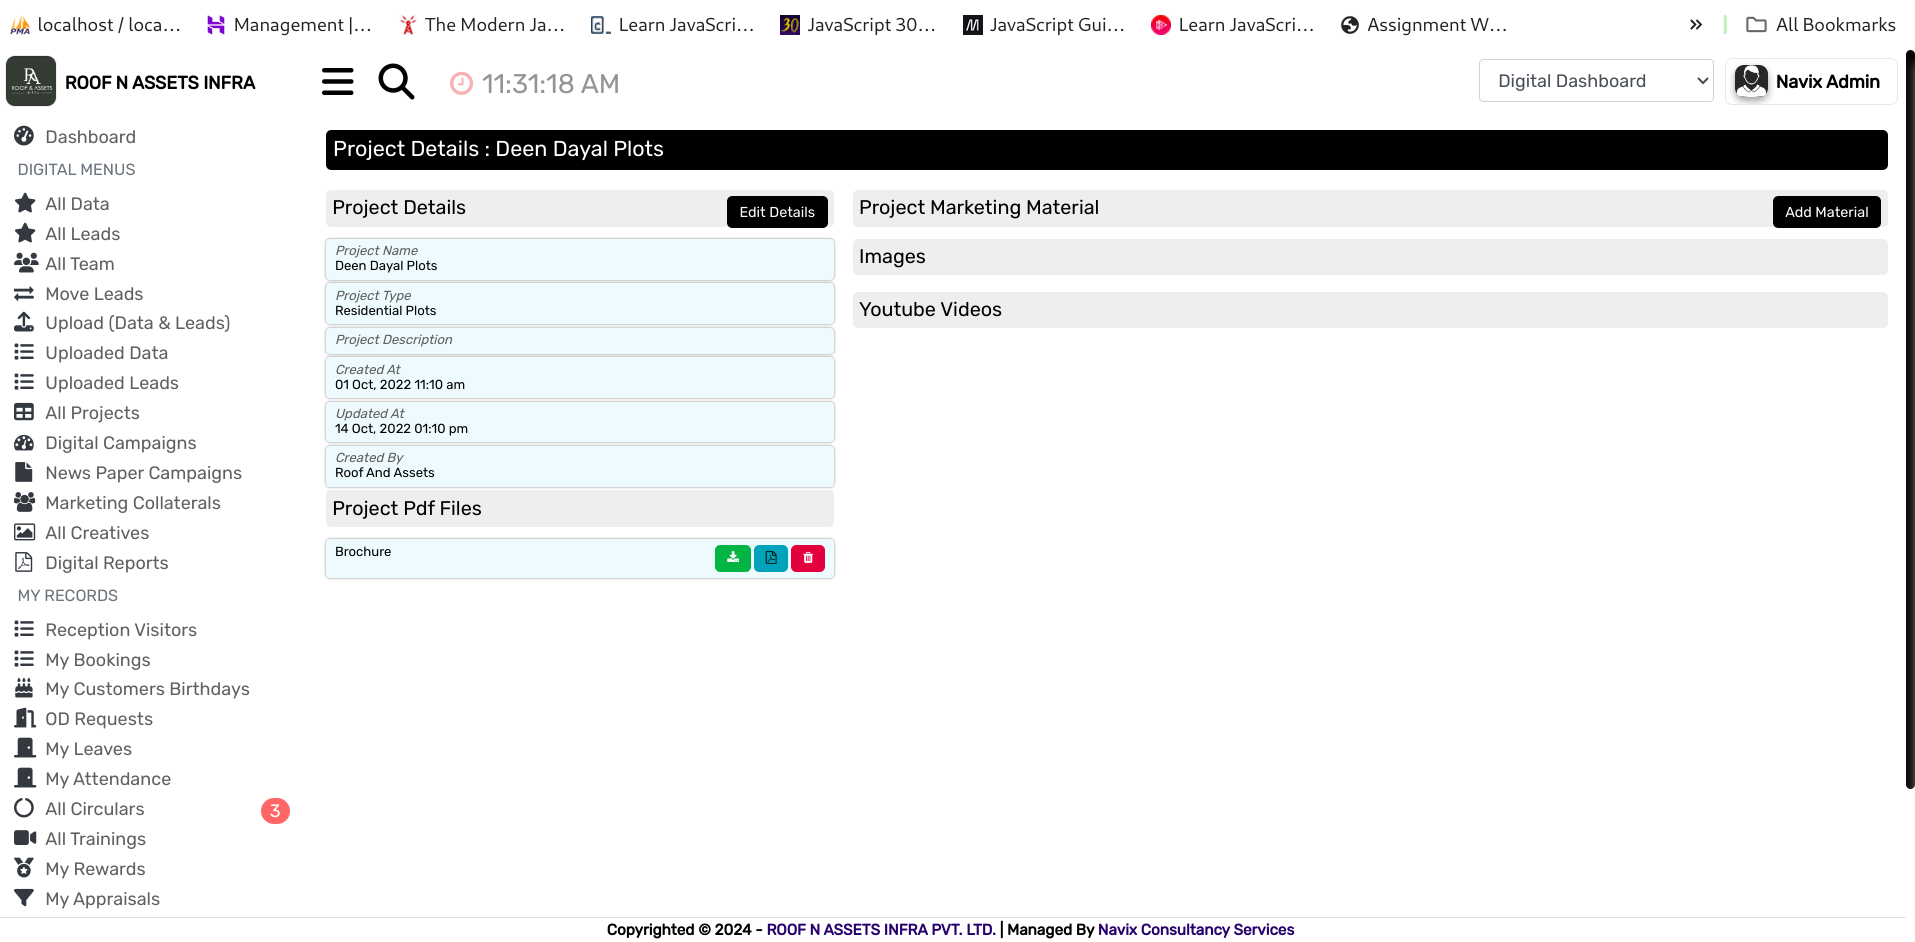 localhost / loca...
Management |...
The Modern Ja...
Learn JavaScri...
JavaScript 30...
JavaScript Gui...
Learn JavaScri...
Assignment W...
» All Bookmarks
ROOF N ASSETS INFRA
11:31:18 AM
Digital Dashboard
Navix Admin
Dashboard
DIGITAL MENUS
All Data
All Leads
All Team
Move Leads
Upload (Data & Leads)
Uploaded Data
Uploaded Leads
All Projects
Digital Campaigns
News Paper Campaigns
Marketing Collaterals
All Creatives
Digital Reports
MY RECORDS
Reception Visitors
My Bookings
My Customers Birthdays
OD Requests
My Leaves
My Attendance
All Circulars 3
All Trainings
My Rewards
My Appraisals
Project Details : Deen Dayal Plots
Project Details
Edit Details
Project Name
Deen Dayal Plots
Project Type
Residential Plots
Project Description
Created At
01 Oct, 2022 11:10 am
Updated At
14 Oct, 2022 01:10 pm
Created By
Roof And Assets
Project Pdf Files
Brochure
Project Marketing Material
Add Material
Images
Youtube Videos
Copyrighted © 2024 - ROOF N ASSETS INFRA PVT. LTD. | Managed By Navix Consultancy Services